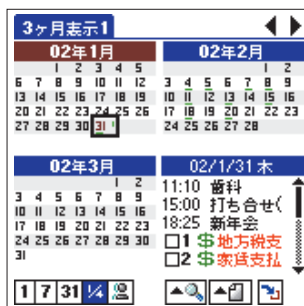 3ヶ月表示1
02年1月
1 2 3 4 5
6 7 8 9 10 11 12
13 14 15 16 17 18 19
20 21 22 23 24 25 26
27 28 29 30 31
02年2月
1 2
3 4 5 6 7 8 9
10 11 12 13 14 15 16
17 18 19 20 21 22 23
24 25 26 27 28
02年3月
1 2
3 4 5 6 7 8 9
10 11 12 13 14 15 16
17 18 19 20 21 22 23
24 25 26 27 28 29 30
31
02/1/31 木
11:10 歯科
15:00 打ち合せ(
18:25 新年会
1 $地方税支
2 $家賃支払
1 7 31 1/4